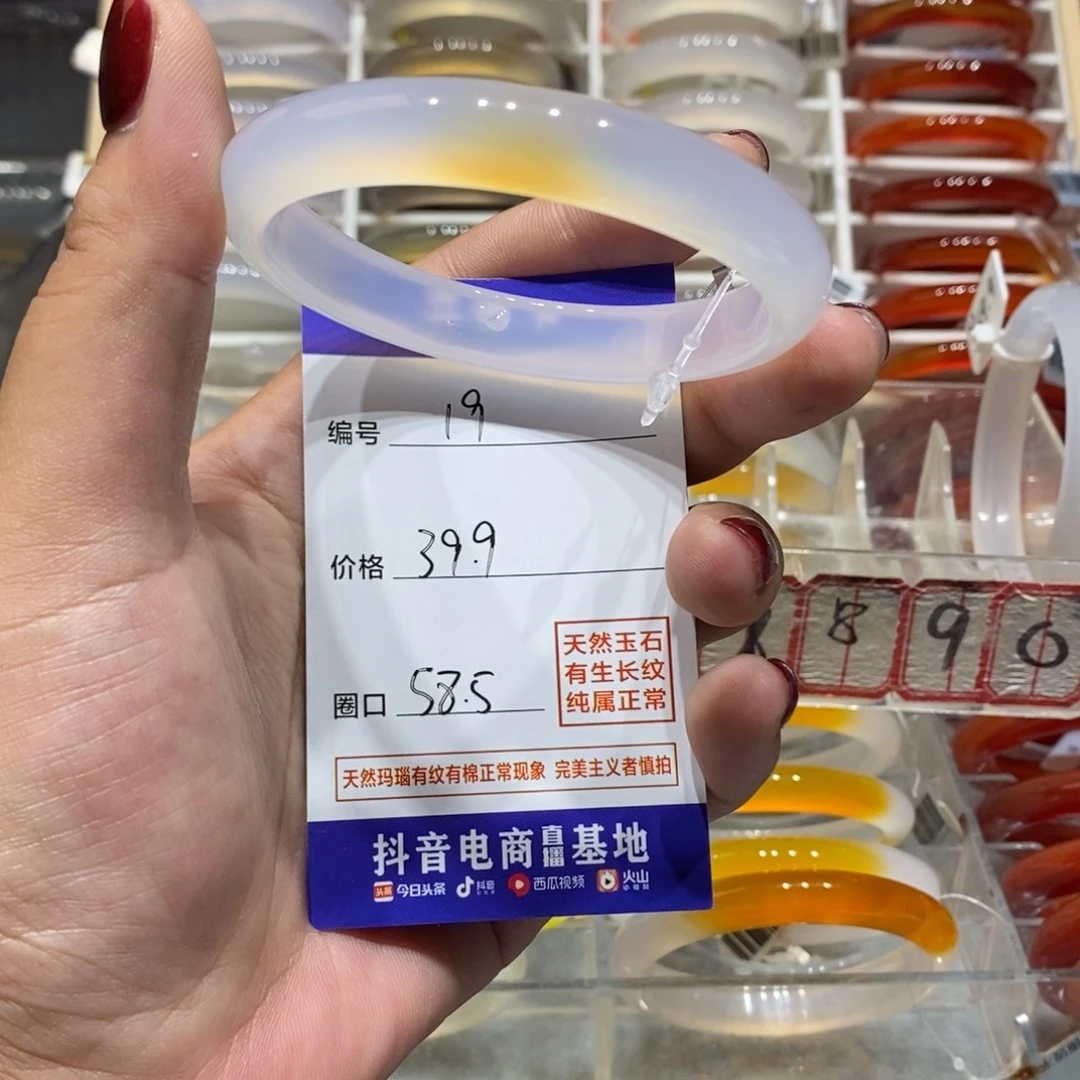 编号 19
价格 39.9
圈口 58.5
天然玉石
有生长纹
纯属正常
天然玛瑙有纹有棉正常现象 完美主义者慎拍
抖音电商直播基地
头条 今日头条 抖音 西瓜视频 火山
8 9 0